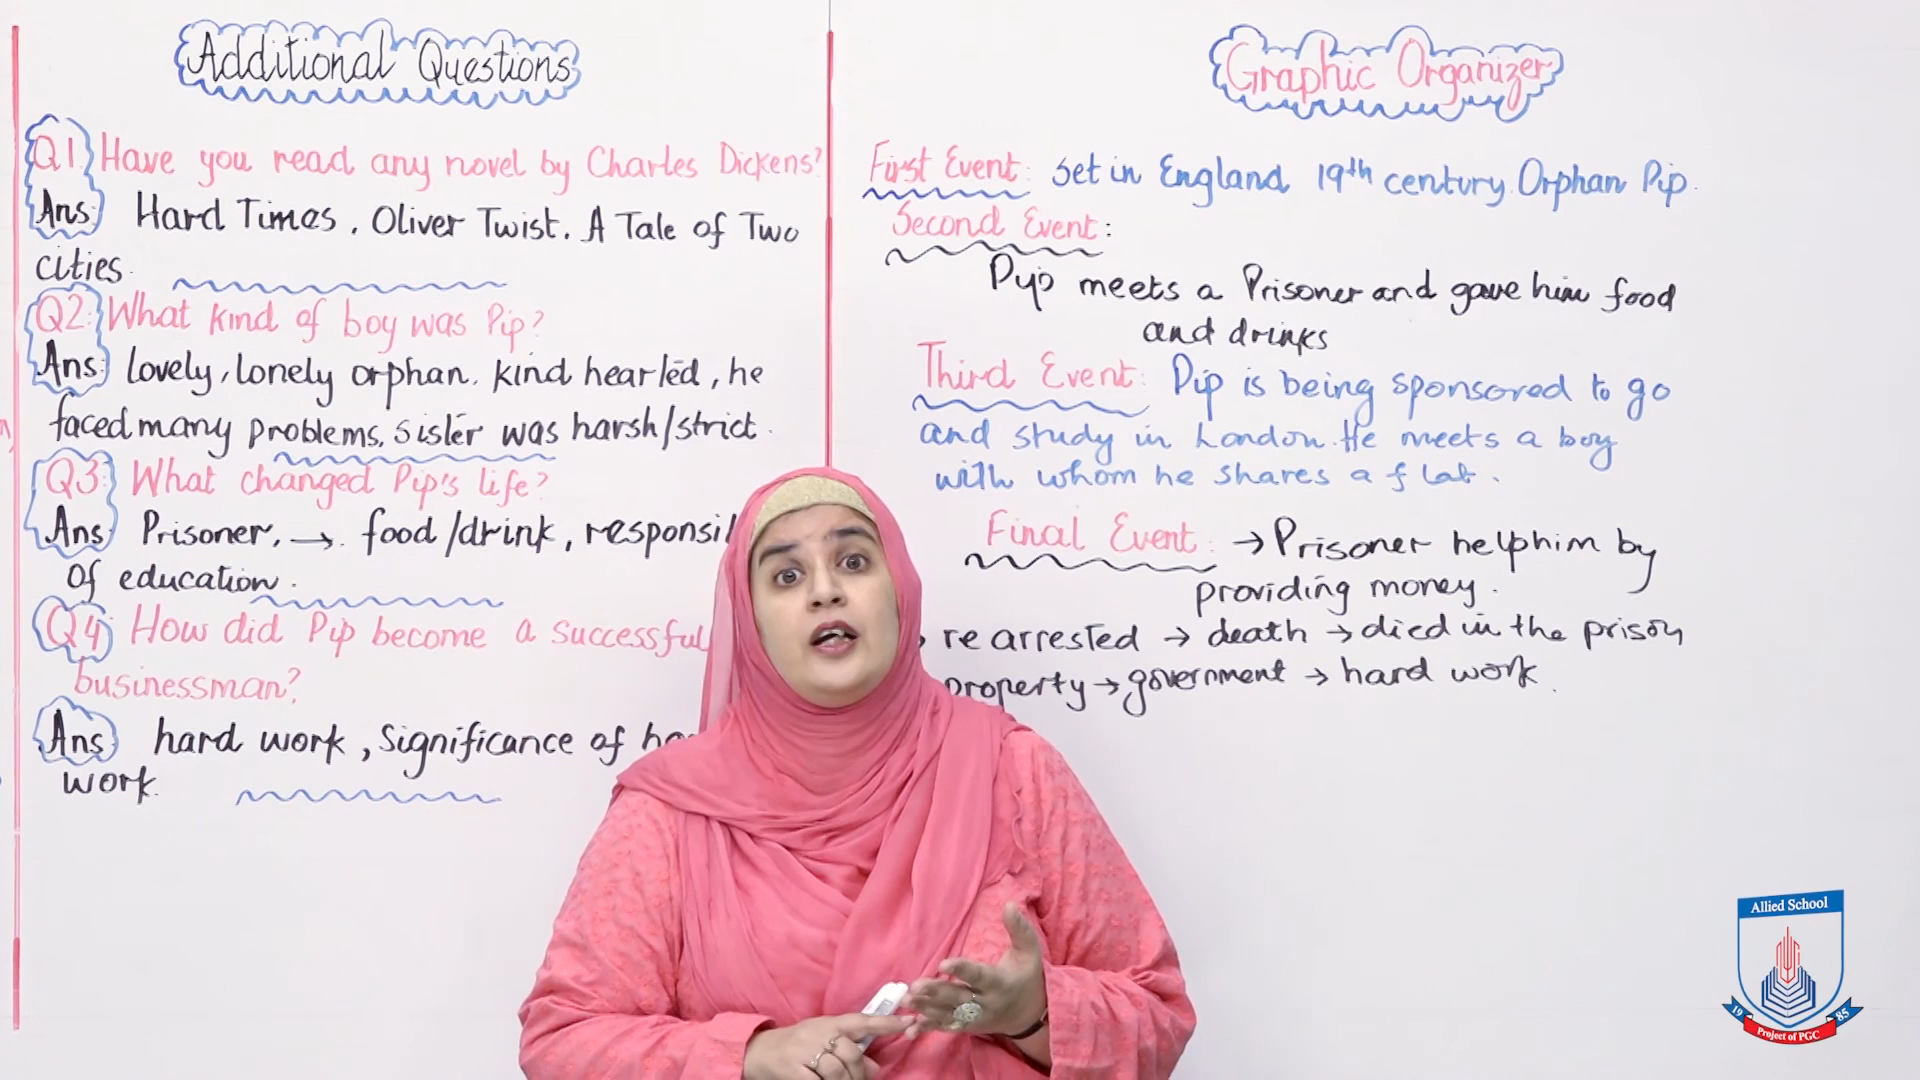 Additional Questions
Q1 Have you read any novel by Charles Dickens?
Ans: Hard Times, Oliver Twist. A Tale of Two
cities.
Q2: What kind of boy was Pip?
Ans: lovely, lonely orphan. kind hearted, he
faced many problems. Sister was harsh/strict.
Q3: What changed Pip's life?
Ans: Prisoner, → food/drink,
of education.
Q4: How did Pip become a successful
businessman?
Ans hard work, Significance of
work.
Graphic Organizer
First Event: Set in England 19th century. Orphan Pip.
Second Event:
Pip meets a Prisoner and gave him food
and drinks
Third Event: Pip is being sponsored to go
and study in London. He meets a boy
with whom he shares a flat.
Final Event: → Prisoner help him by
providing money.
re arrested → death → died in the prison
property → government → hard work.
Allied School
19 85
Project of PGC